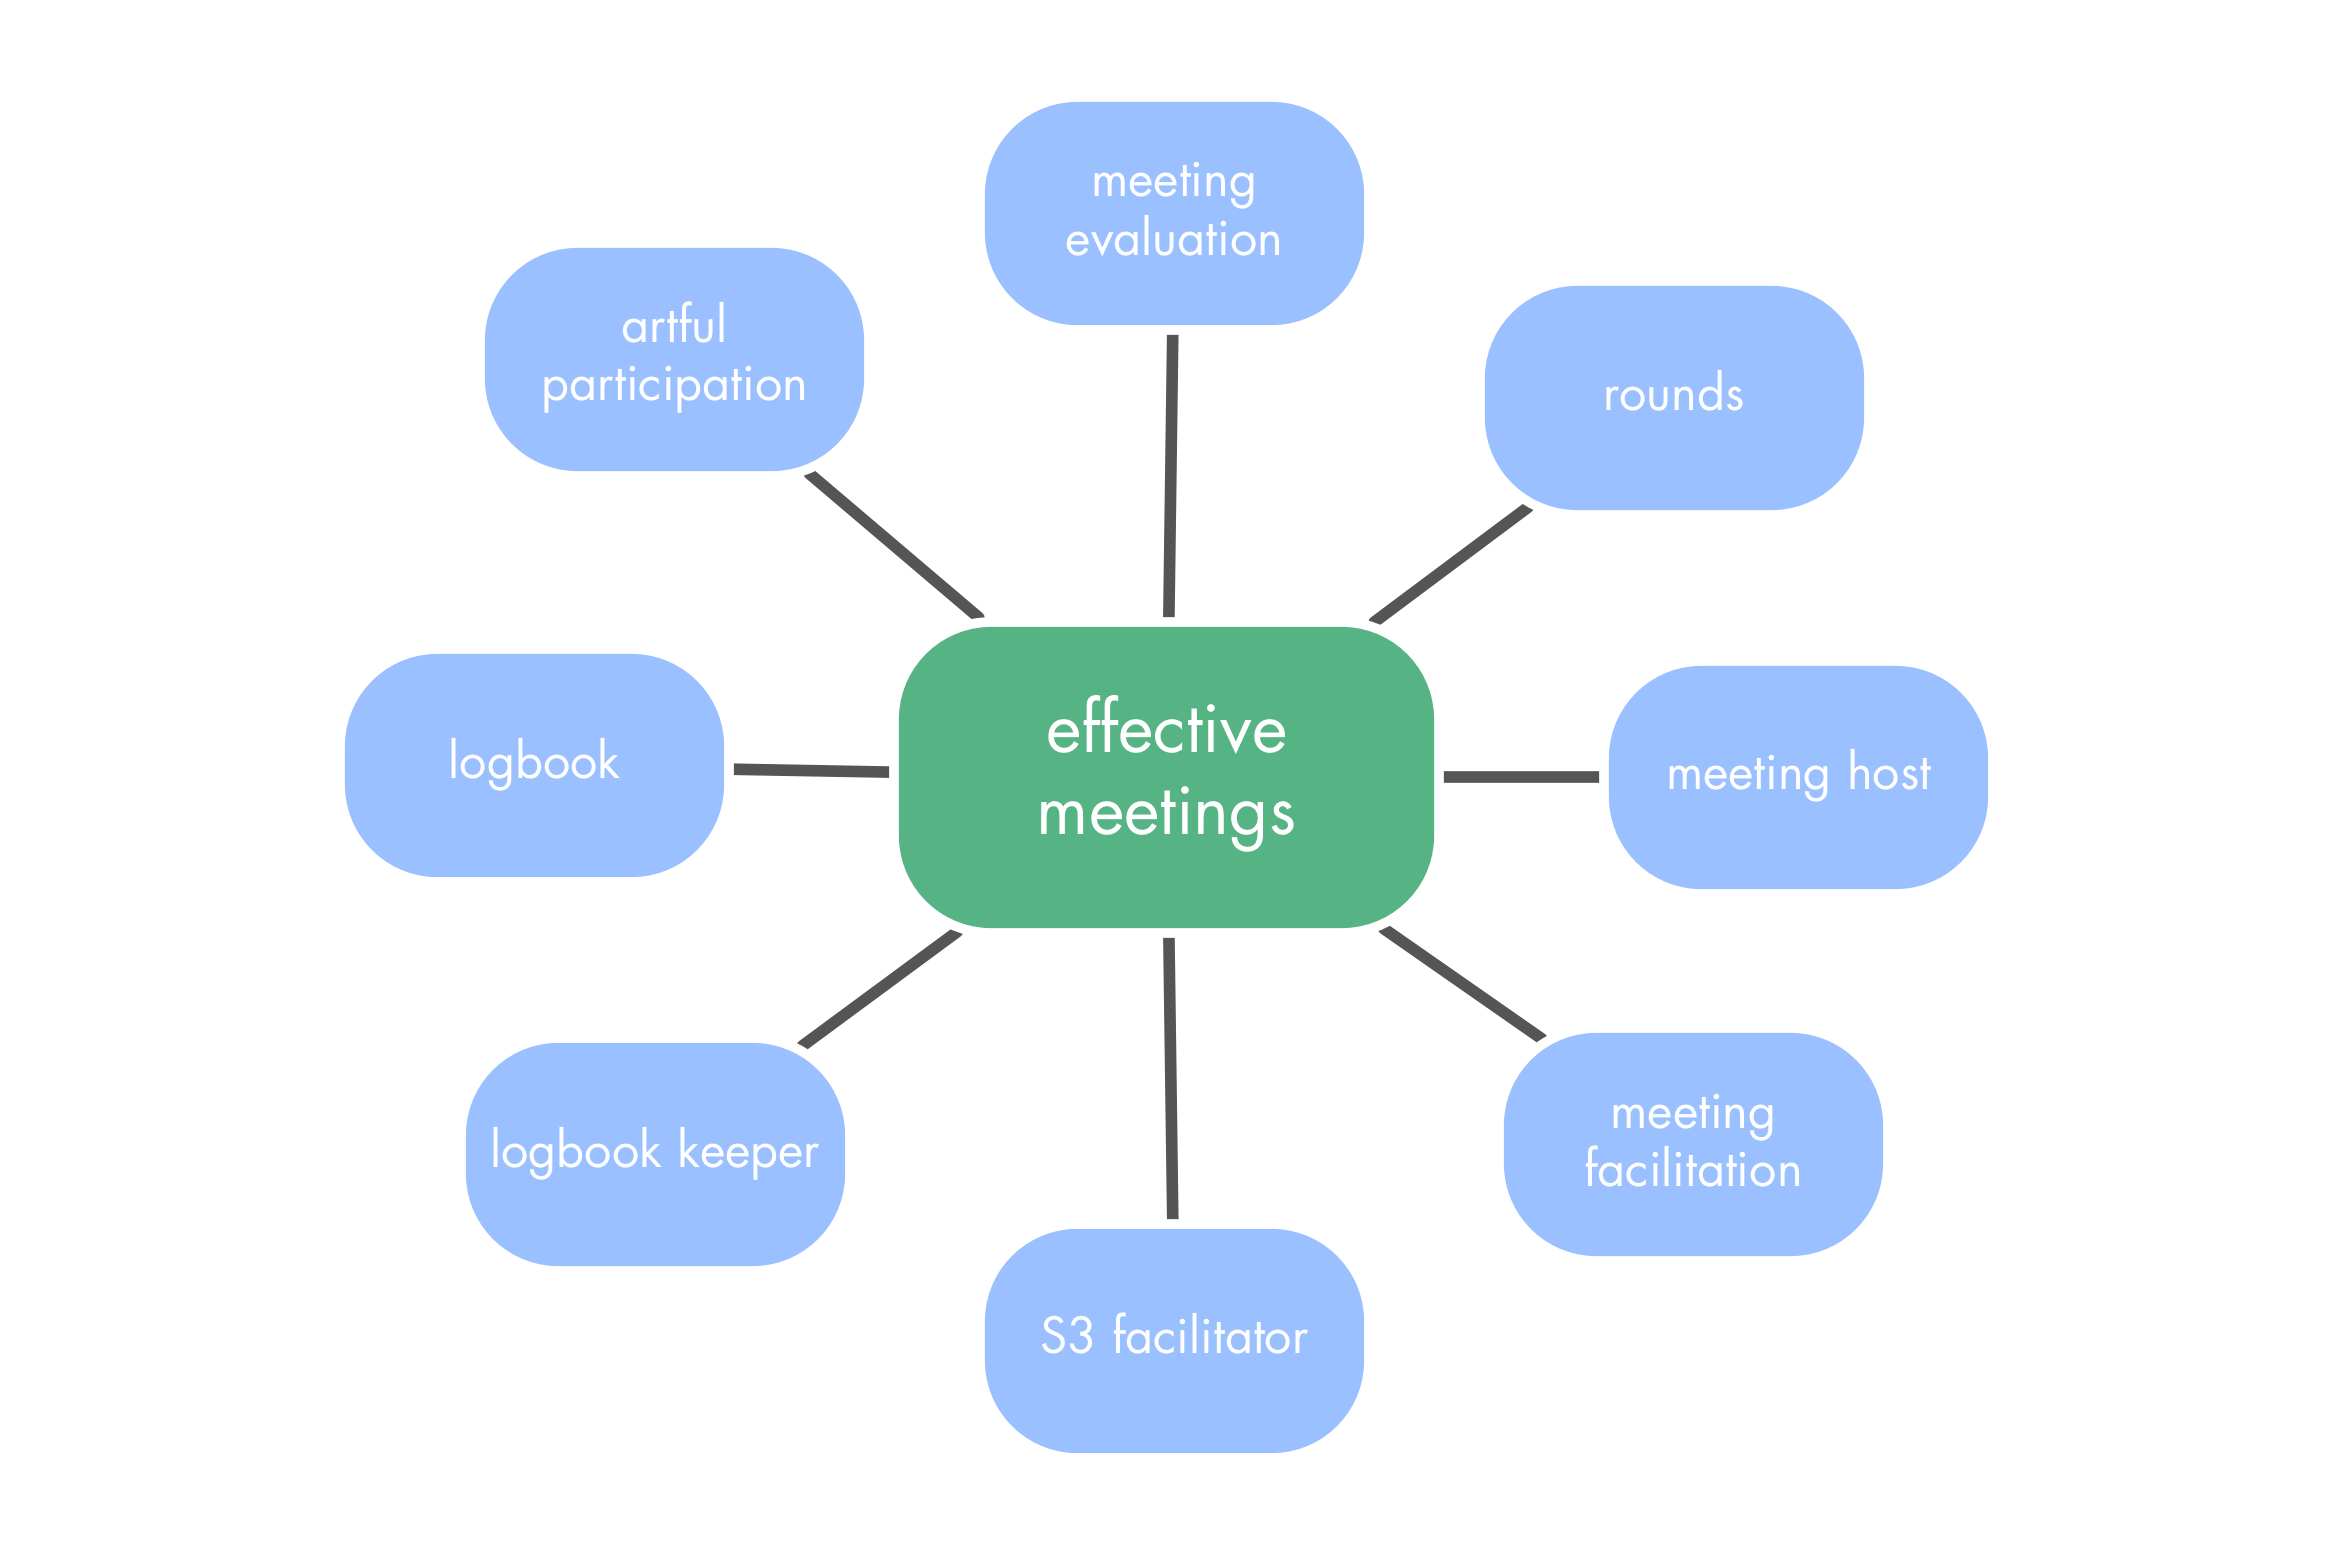 meeting
evaluation
artful
participation
rounds
effective
meetings
logbook
meeting host
logbook keeper
meeting
facilitation
S3 facilitator